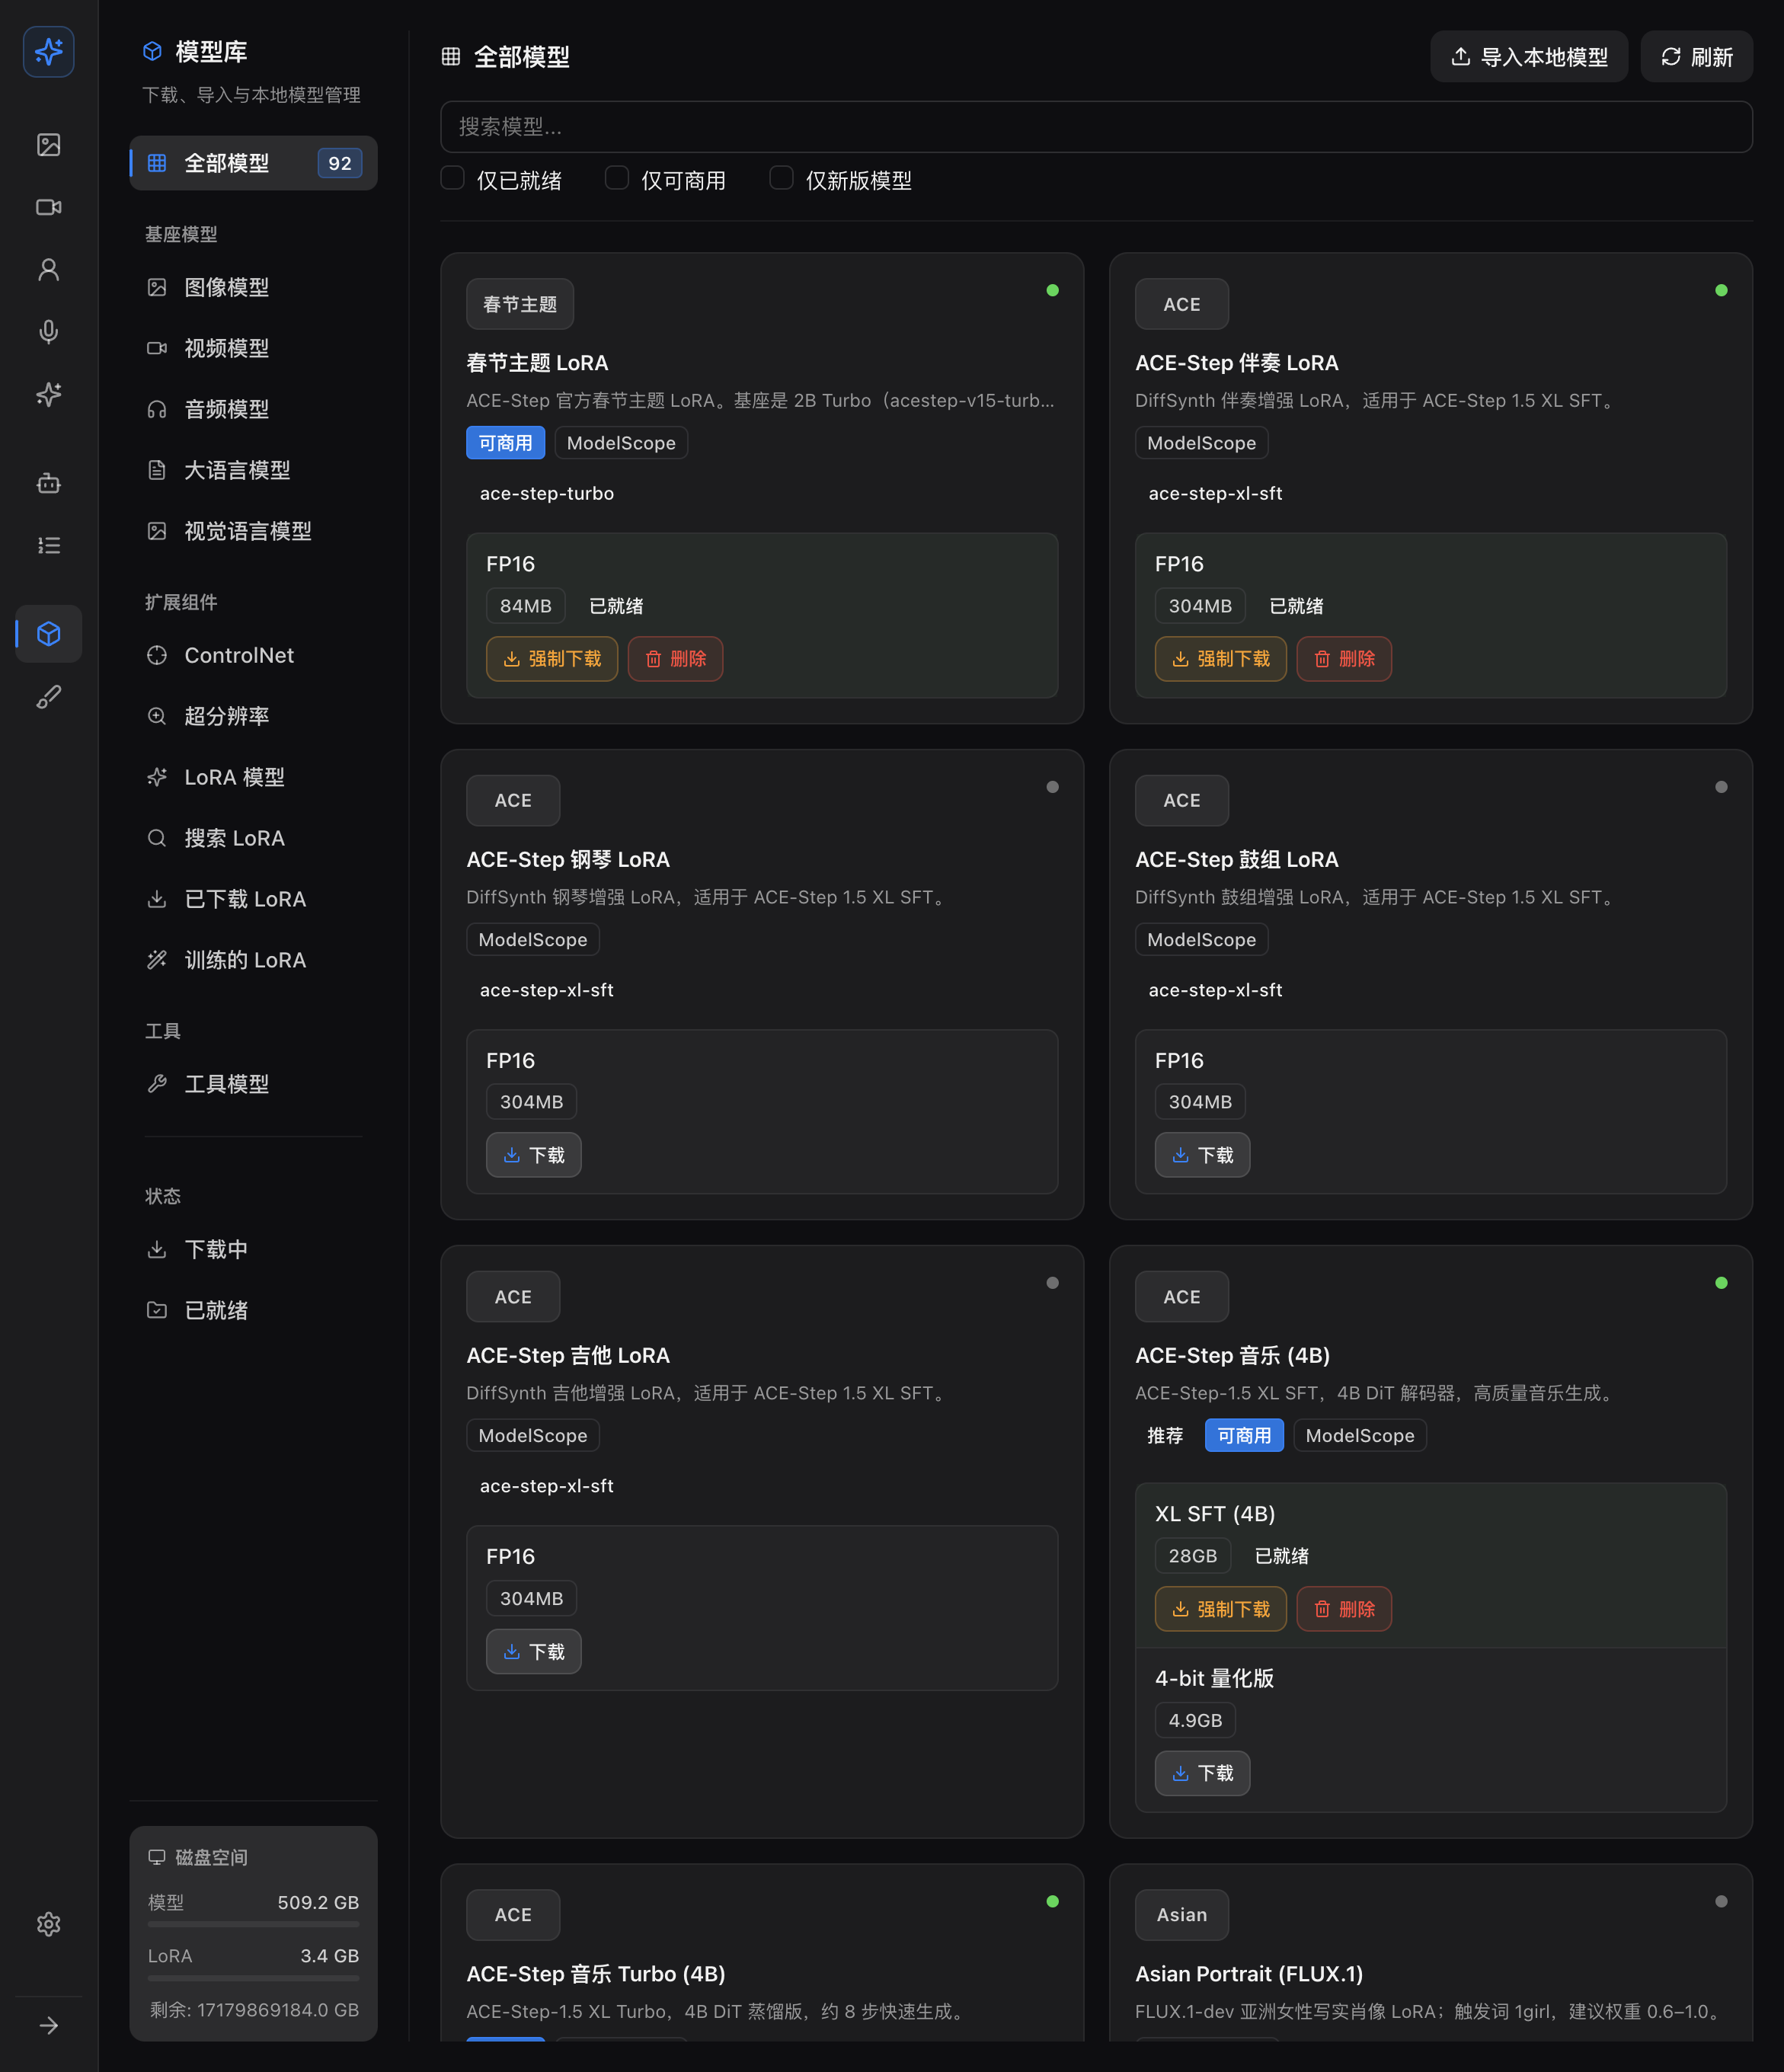 模型库
下载、导入与本地模型管理
全部模型 92
基座模型
图像模型
视频模型
音频模型
大语言模型
视觉语言模型
扩展组件
ControlNet
超分辨率
LoRA 模型
搜索 LoRA
已下载 LoRA
训练的 LoRA
工具
工具模型
状态
下载中
已就绪
磁盘空间
模型 509.2 GB
LoRA 3.4 GB
剩余: 17179869184.0 GB
全部模型
导入本地模型 刷新
搜索模型...
仅已就绪 仅可商用 仅新版模型
春节主题
春节主题 LoRA
ACE-Step 官方春节主题 LoRA。基座是 2B Turbo（acestep-v15-turb...
可商用 ModelScope
ace-step-turbo
FP16
84MB 已就绪
强制下载 删除
ACE
ACE-Step 伴奏 LoRA
DiffSynth 伴奏增强 LoRA，适用于 ACE-Step 1.5 XL SFT。
ModelScope
ace-step-xl-sft
FP16
304MB 已就绪
强制下载 删除
ACE
ACE-Step 钢琴 LoRA
DiffSynth 钢琴增强 LoRA，适用于 ACE-Step 1.5 XL SFT。
ModelScope
ace-step-xl-sft
FP16
304MB
下载
ACE
ACE-Step 鼓组 LoRA
DiffSynth 鼓组增强 LoRA，适用于 ACE-Step 1.5 XL SFT。
ModelScope
ace-step-xl-sft
FP16
304MB
下载
ACE
ACE-Step 吉他 LoRA
DiffSynth 吉他增强 LoRA，适用于 ACE-Step 1.5 XL SFT。
ModelScope
ace-step-xl-sft
FP16
304MB
下载
ACE
ACE-Step 音乐 (4B)
ACE-Step-1.5 XL SFT，4B DiT 解码器，高质量音乐生成。
推荐 可商用 ModelScope
XL SFT (4B)
28GB 已就绪
强制下载 删除
4-bit 量化版
4.9GB
下载
ACE
ACE-Step 音乐 Turbo (4B)
ACE-Step-1.5 XL Turbo，4B DiT 蒸馏版，约 8 步快速生成。
Asian
Asian Portrait (FLUX.1)
FLUX.1-dev 亚洲女性写实肖像 LoRA；触发词 1girl，建议权重 0.6–1.0。